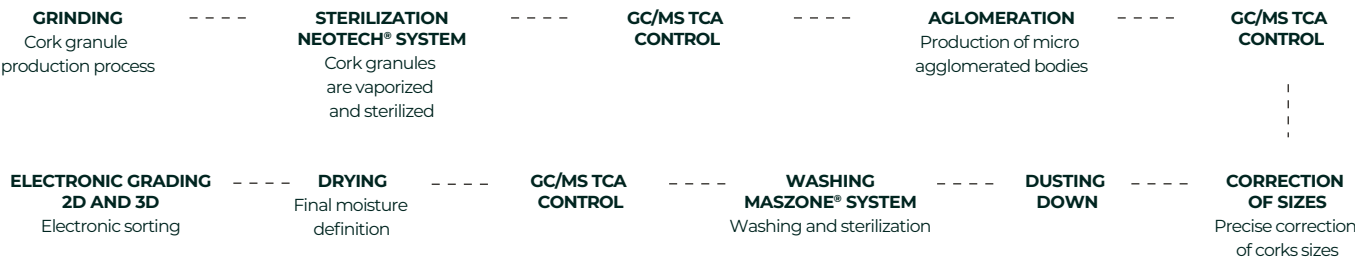 GRINDING
Cork granule
production process
STERILIZATION
NEOTECH® SYSTEM
Cork granules
are vaporized
and sterilized
GC/MS TCA
CONTROL
AGLOMERATION
Production of micro
agglomerated bodies
GC/MS TCA
CONTROL
ELECTRONIC GRADING
2D AND 3D
Electronic sorting
DRYING
Final moisture
definition
GC/MS TCA
CONTROL
WASHING
MASZONE® SYSTEM
Washing and sterilization
DUSTING
DOWN
CORRECTION
OF SIZES
Precise correction
of corks sizes